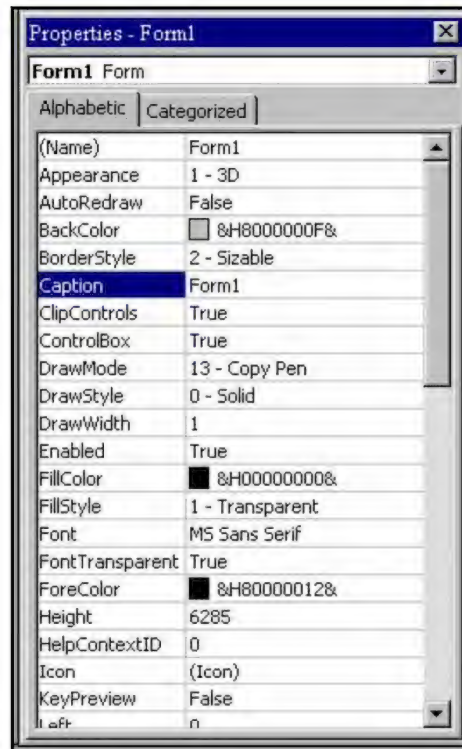 Properties - Form1
Form1 Form
Alphabetic Categorized
(Name) Form1
Appearance 1 - 3D
AutoRedraw False
BackColor &H8000000F&
BorderStyle 2 - Sizable
Caption Form1
ClipControls True
ControlBox True
DrawMode 13 - Copy Pen
DrawStyle 0 - Solid
DrawWidth 1
Enabled True
FillColor &H00000000&
FillStyle 1 - Transparent
Font MS Sans Serif
FontTransparent True
ForeColor &H80000012&
Height 6285
HelpContextID 0
Icon (Icon)
KeyPreview False
Left 0